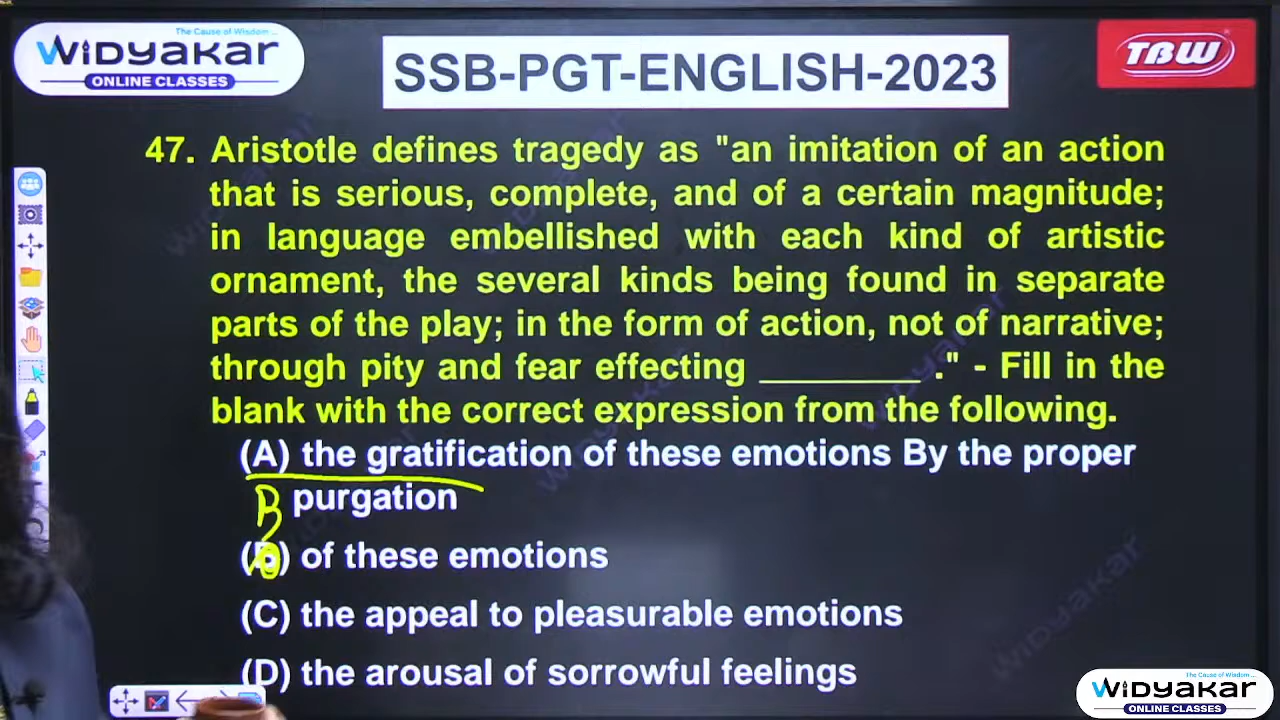 The Cause of Wisdom...
WIDYAKAR
ONLINE CLASSES
SSB-PGT-ENGLISH-2023
TBW
47. Aristotle defines tragedy as "an imitation of an action
that is serious, complete, and of a certain magnitude;
in language embellished with each kind of artistic
ornament, the several kinds being found in separate
parts of the play; in the form of action, not of narrative;
through pity and fear effecting ________ ." - Fill in the
blank with the correct expression from the following.
(A) the gratification of these emotions By the proper
B purgation
(B) of these emotions
(C) the appeal to pleasurable emotions
(D) the arousal of sorrowful feelings
The Cause of Wisdom...
WIDYAKAR
ONLINE CLASSES